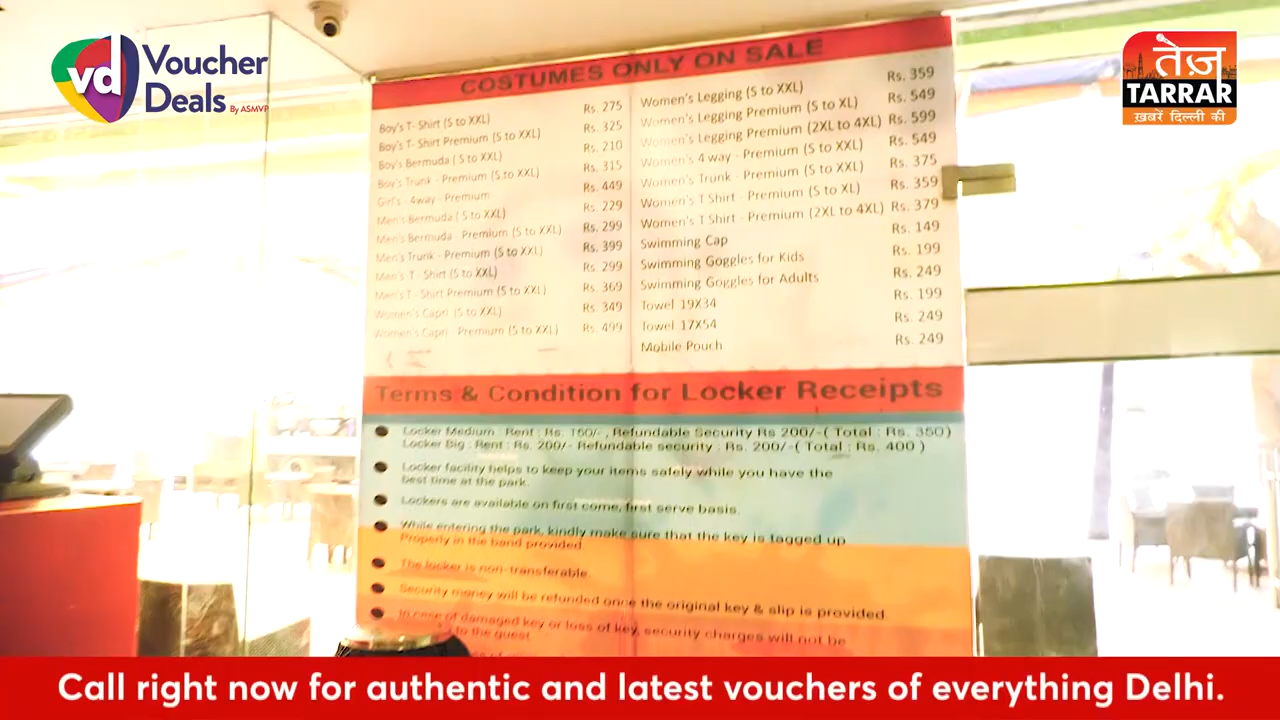 vd
Voucher
Deals By ASMVP
तेज़
TARRAR
ख़बरें दिल्ली की
COSTUMES ONLY ON SALE
Boy's T- Shirt (S to XXL) Rs. 275
Boy's T- Shirt Premium (S to XXL) Rs. 325
Boy's Bermuda ( S to XXL) Rs. 210
Boy's Trunk - Premium (S to XXL) Rs. 315
Girl's - 4way - Premium Rs. 449
Men's Bermuda ( S to XXL) Rs. 229
Men's Bermuda - Premium (S to XXL) Rs. 299
Men's Trunk - Premium (S to XXL) Rs. 399
Men's T - Shirt (S to XXL) Rs. 299
Men's T - Shirt Premium (S to XXL) Rs. 369
Women's Capri (S to XXL) Rs. 349
Women's Capri - Premium (S to XXL) Rs. 499
Women's Legging (S to XXL) Rs. 359
Women's Legging Premium (S to XL) Rs. 549
Women's Legging Premium (2XL to 4XL) Rs. 599
Women's 4 way - Premium (S to XXL) Rs. 549
Women's Trunk - Premium (S to XXL) Rs. 375
Women's T Shirt - Premium (S to XL) Rs. 359
Women's T Shirt - Premium (2XL to 4XL) Rs. 379
Swimming Cap Rs. 149
Swimming Goggles for Kids Rs. 199
Swimming Goggles for Adults Rs. 249
Towel 19X34 Rs. 199
Towel 17X54 Rs. 249
Mobile Pouch Rs. 249
Terms & Condition for Locker Receipts
Locker Medium : Rent : Rs. 150/- , Refundable Security Rs 200/-( Total : Rs. 350)
Locker Big : Rent : Rs. 200/- Refundable security : Rs. 200/-( Total : Rs. 400 )
Locker facility helps to keep your items safely while you have the
best time at the park.
Lockers are available on first come, first serve basis.
While entering the park, kindly make sure that the key is tagged up
Properly in the band provided
The locker is non-transferable.
Security money will be refunded once the original key & slip is provided.
In case of damaged key or loss of key, security charges will not be
to the guest.
Call right now for authentic and latest vouchers of everything Delhi.